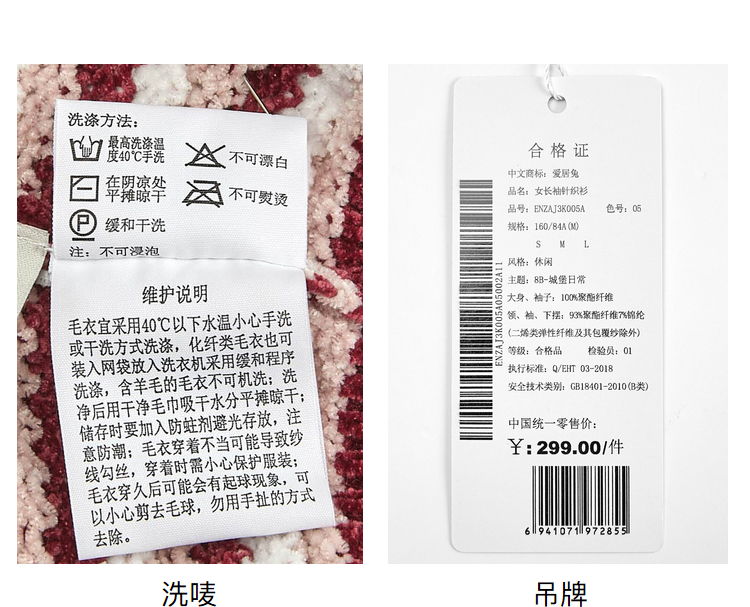 洗涤方法：
最高洗涤温
度40℃手洗
不可漂白
在阴凉处
平摊晾干
不可熨烫
P
缓和干洗
注：不可浸泡
维护说明
毛衣宜采用40℃以下水温小心手洗
或干洗方式洗涤，化纤类毛衣也可
装入网袋放入洗衣机采用缓和程序
洗涤，含羊毛的毛衣不可机洗；洗
净后用干净毛巾吸干水分平摊晾干；
储存时要加入防蛀剂避光存放，注
意防潮；毛衣穿着不当可能导致纱
线勾丝，穿着时需小心保护服装；
毛衣穿久后可能会有起球现象，可
以小心剪去毛球，勿用手扯的方式
去除。
洗唛
合格证
中文商标：爱居兔
品名：女长袖针织衫
品号：ENZAJ3K005A 色号：05
规格：160/84A(M)
S M L
风格：休闲
主题：8B-城堡日常
大身、袖子：100%聚酯纤维
领、袖、下摆：93%聚酯纤维7%锦纶
(二烯类弹性纤维及其包覆纱除外)
等级：合格品 检验员：01
执行标准：Q/EHT 03-2018
安全技术类别：GB18401-2010(B类)
ENZAJ3K005A05002A11
中国统一零售价：
¥：299.00/件
6 941071 972855
吊牌